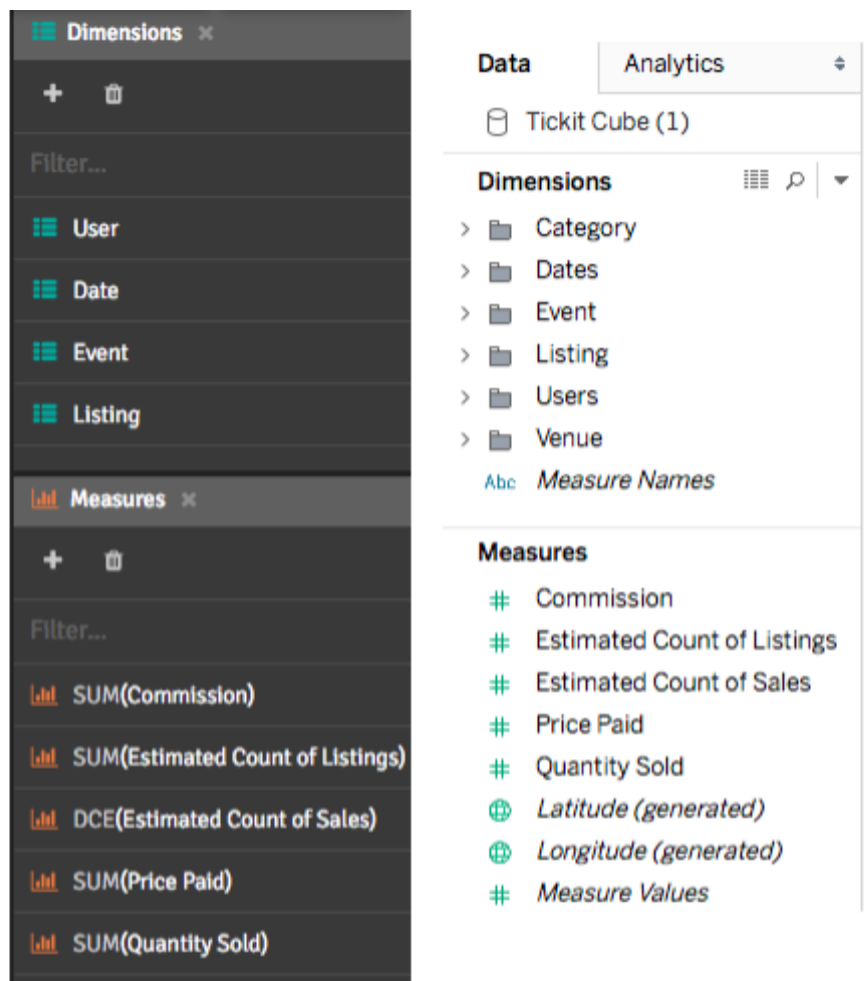 Dimensions
Filter...
User
Date
Event
Listing
Measures
Filter...
SUM(Commission)
SUM(Estimated Count of Listings)
DCE(Estimated Count of Sales)
SUM(Price Paid)
SUM(Quantity Sold)
Data Analytics
Tickit Cube (1)
Dimensions
Category
Dates
Event
Listing
Users
Venue
Abc Measure Names
Measures
Commission
Estimated Count of Listings
Estimated Count of Sales
Price Paid
Quantity Sold
Latitude (generated)
Longitude (generated)
Measure Values